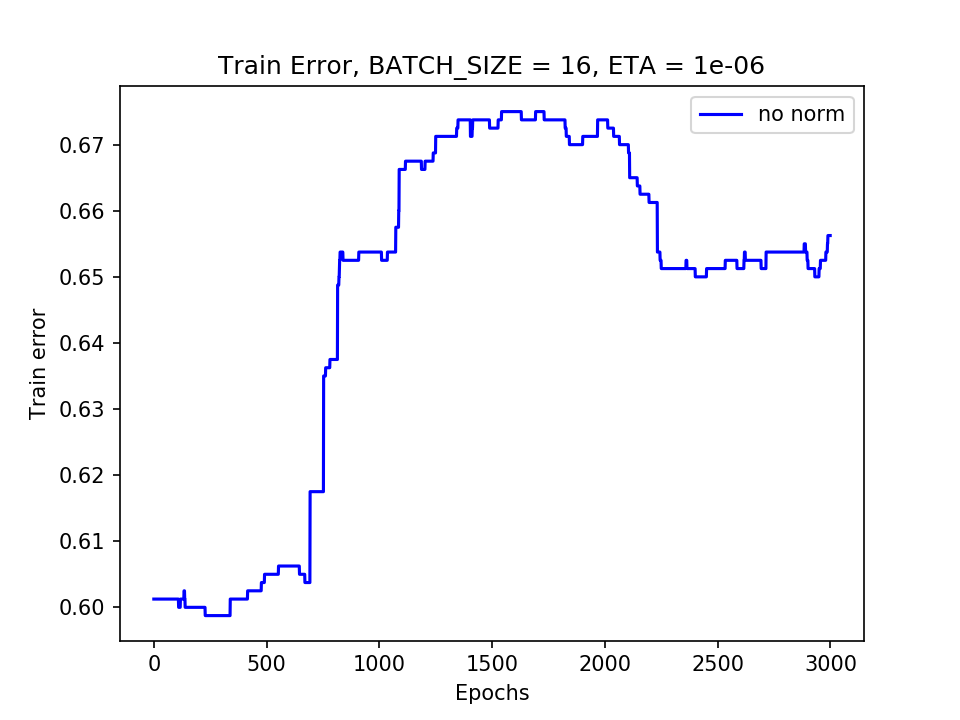 Train Error, BATCH_SIZE = 16, ETA = 1e-06
no norm
Train error
0.67
0.66
0.65
0.64
0.63
0.62
0.61
0.60
0 500 1000 1500 2000 2500 3000
Epochs